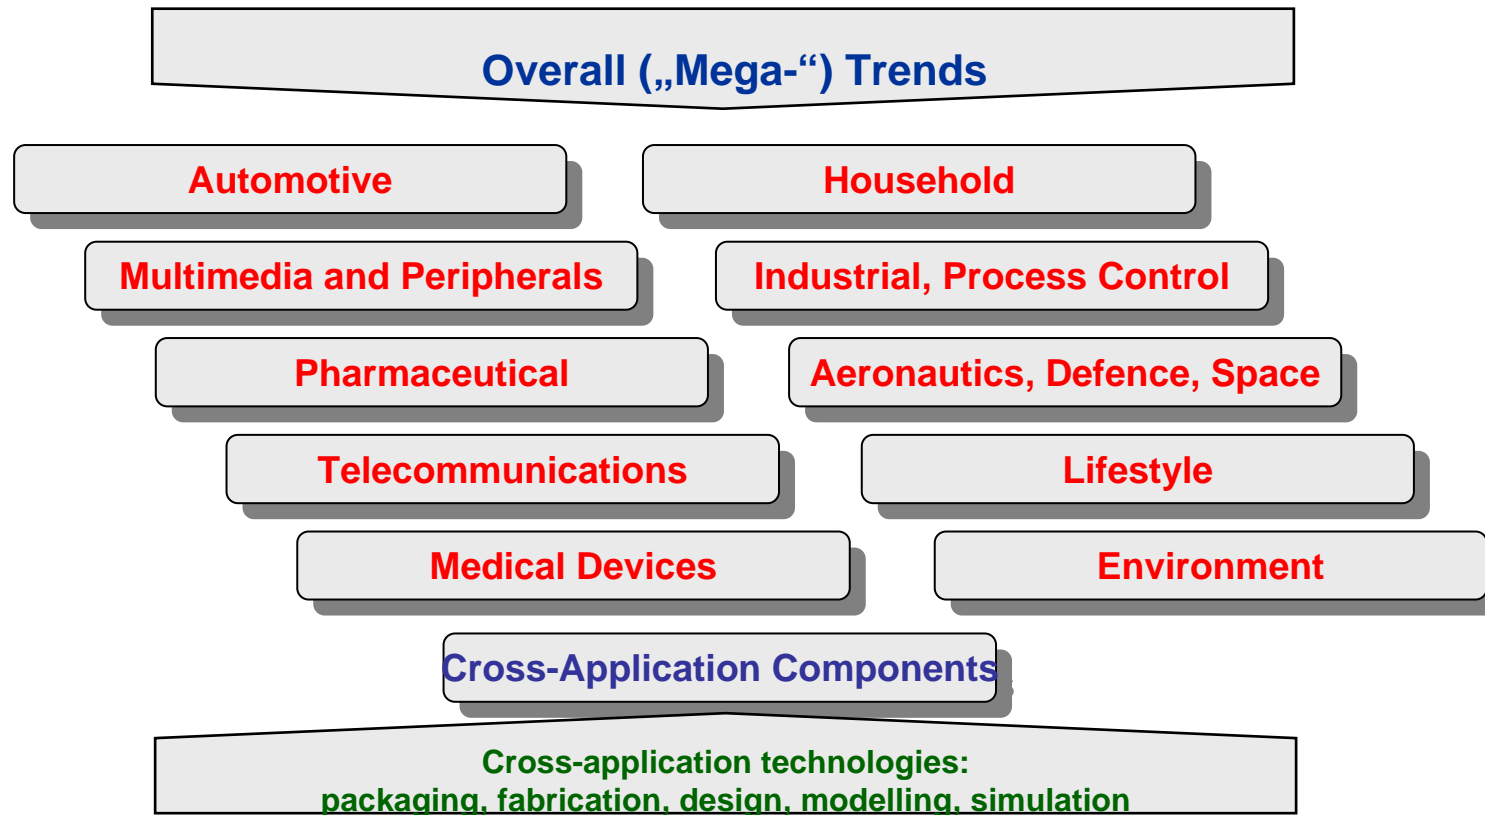 Overall („Mega-“) Trends
Automotive
Household
Multimedia and Peripherals
Industrial, Process Control
Pharmaceutical
Aeronautics, Defence, Space
Telecommunications
Lifestyle
Medical Devices
Environment
Cross-Application Components
Cross-application technologies:
packaging, fabrication, design, modelling, simulation